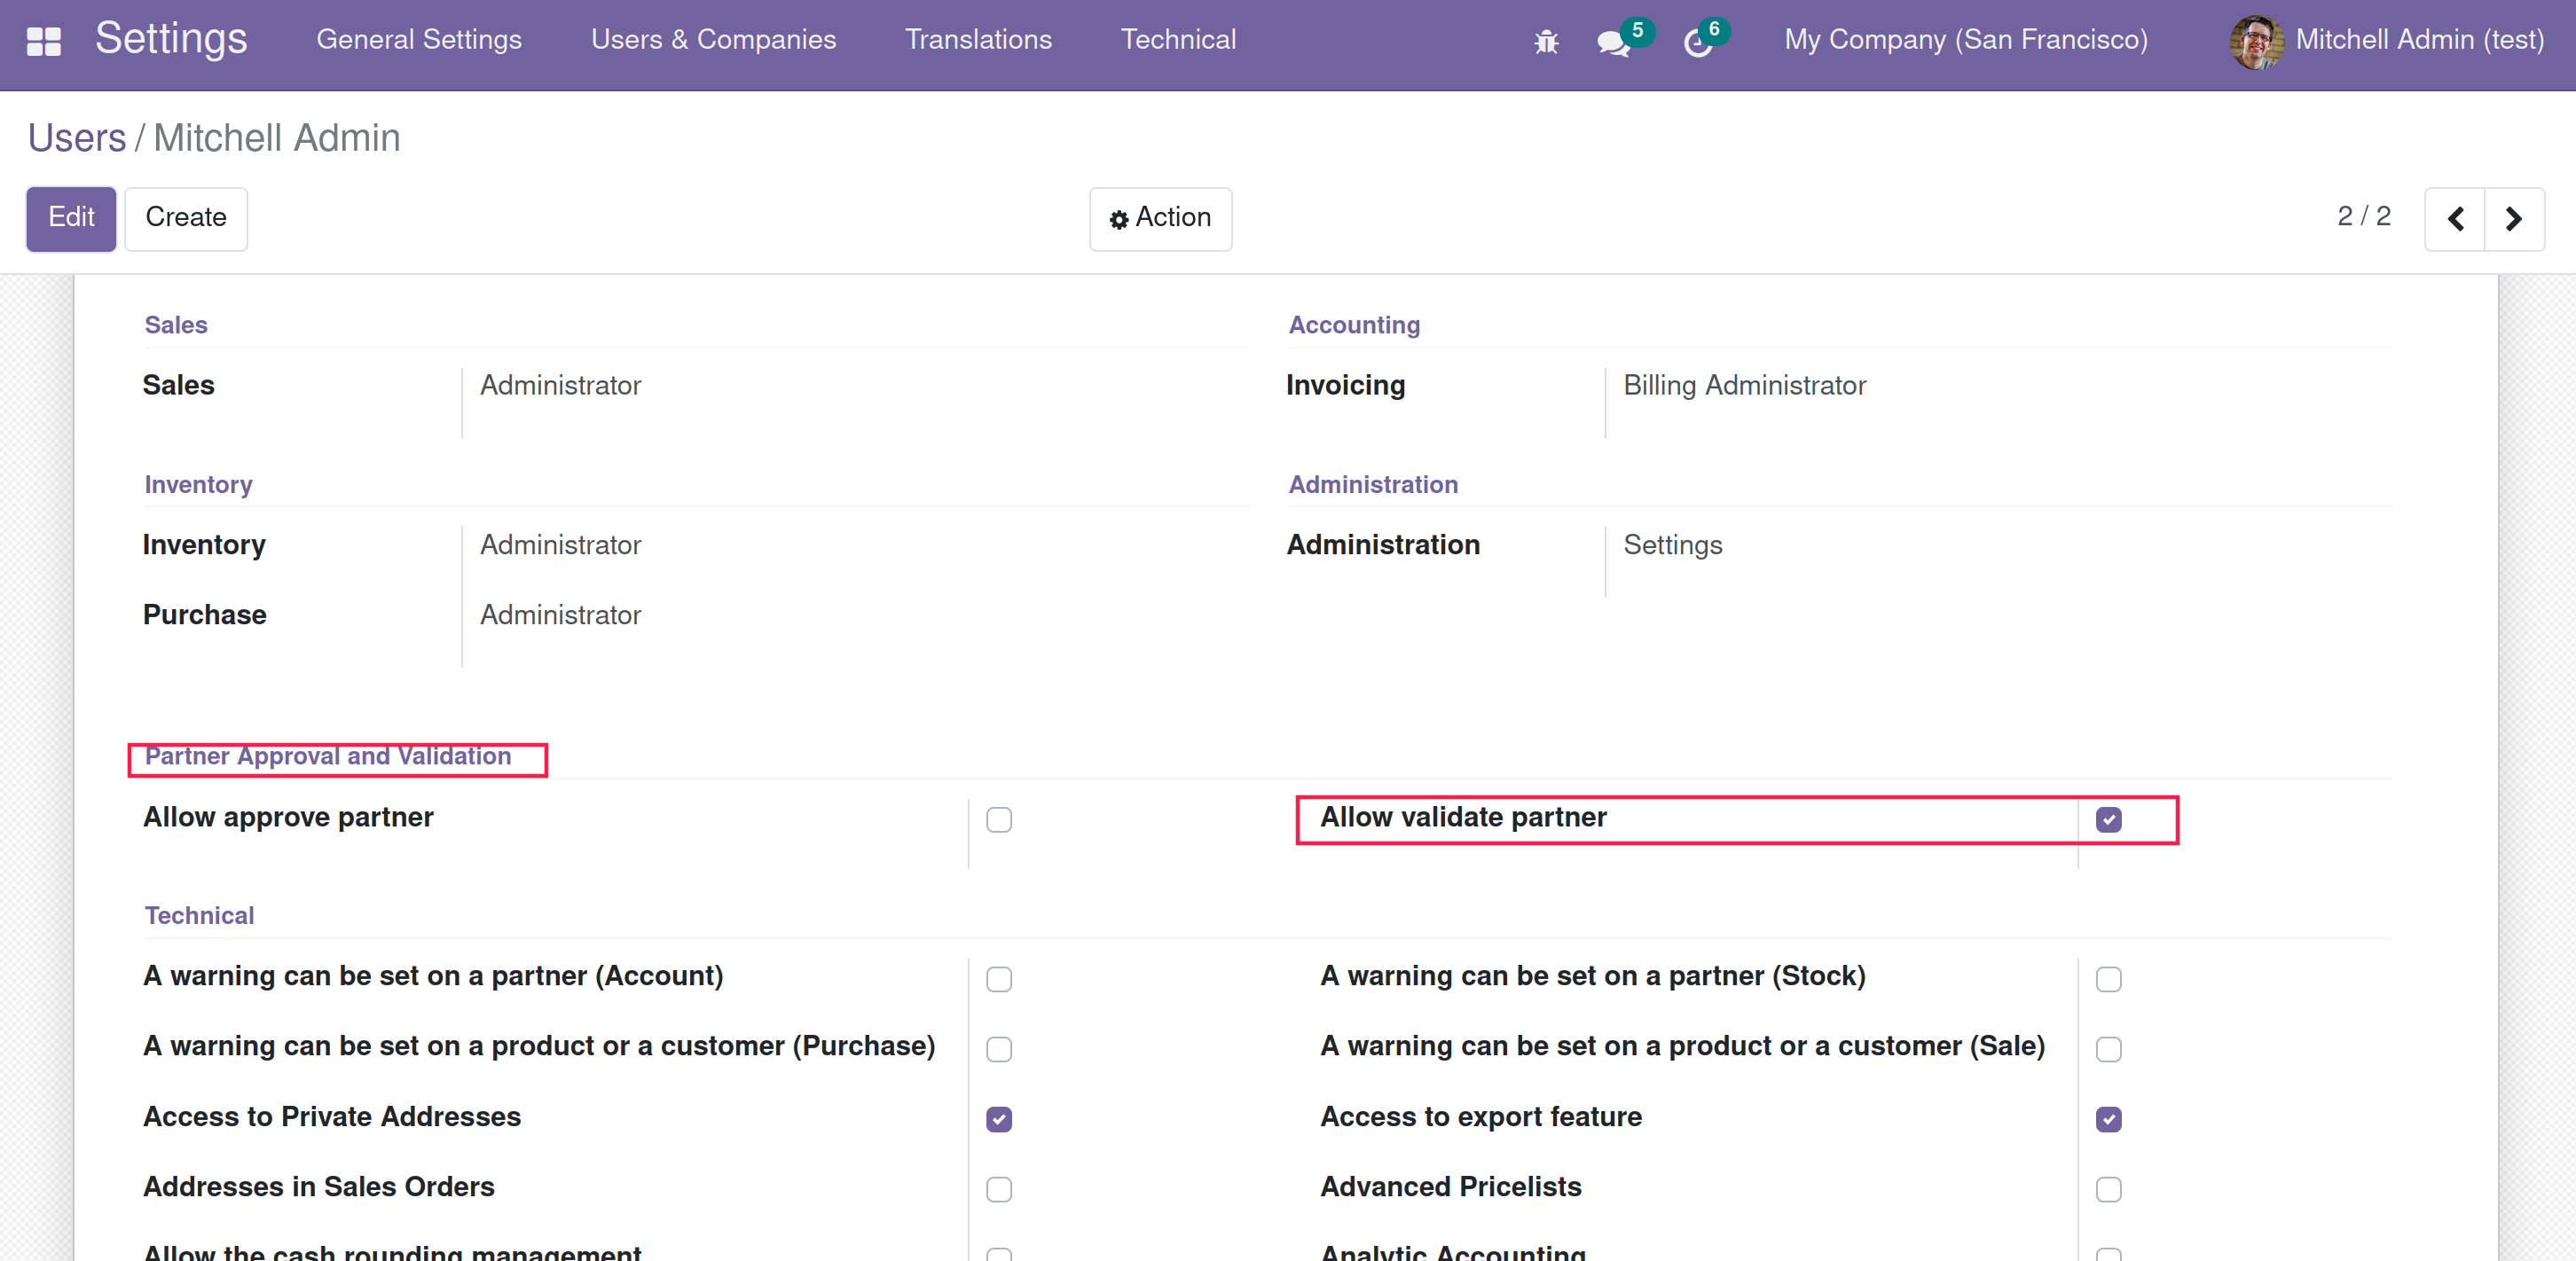 Settings General Settings Users & Companies Translations Technical 5 6 My Company (San Francisco) Mitchell Admin (test)
Users / Mitchell Admin
Edit Create Action 2 / 2
Sales Accounting
Sales Administrator Invoicing Billing Administrator
Inventory Administration
Inventory Administrator Administration Settings
Purchase Administrator
Partner Approval and Validation
Allow approve partner Allow validate partner
Technical
A warning can be set on a partner (Account) A warning can be set on a partner (Stock)
A warning can be set on a product or a customer (Purchase) A warning can be set on a product or a customer (Sale)
Access to Private Addresses Access to export feature
Addresses in Sales Orders Advanced Pricelists
Allow the cash rounding management Analytic Accounting